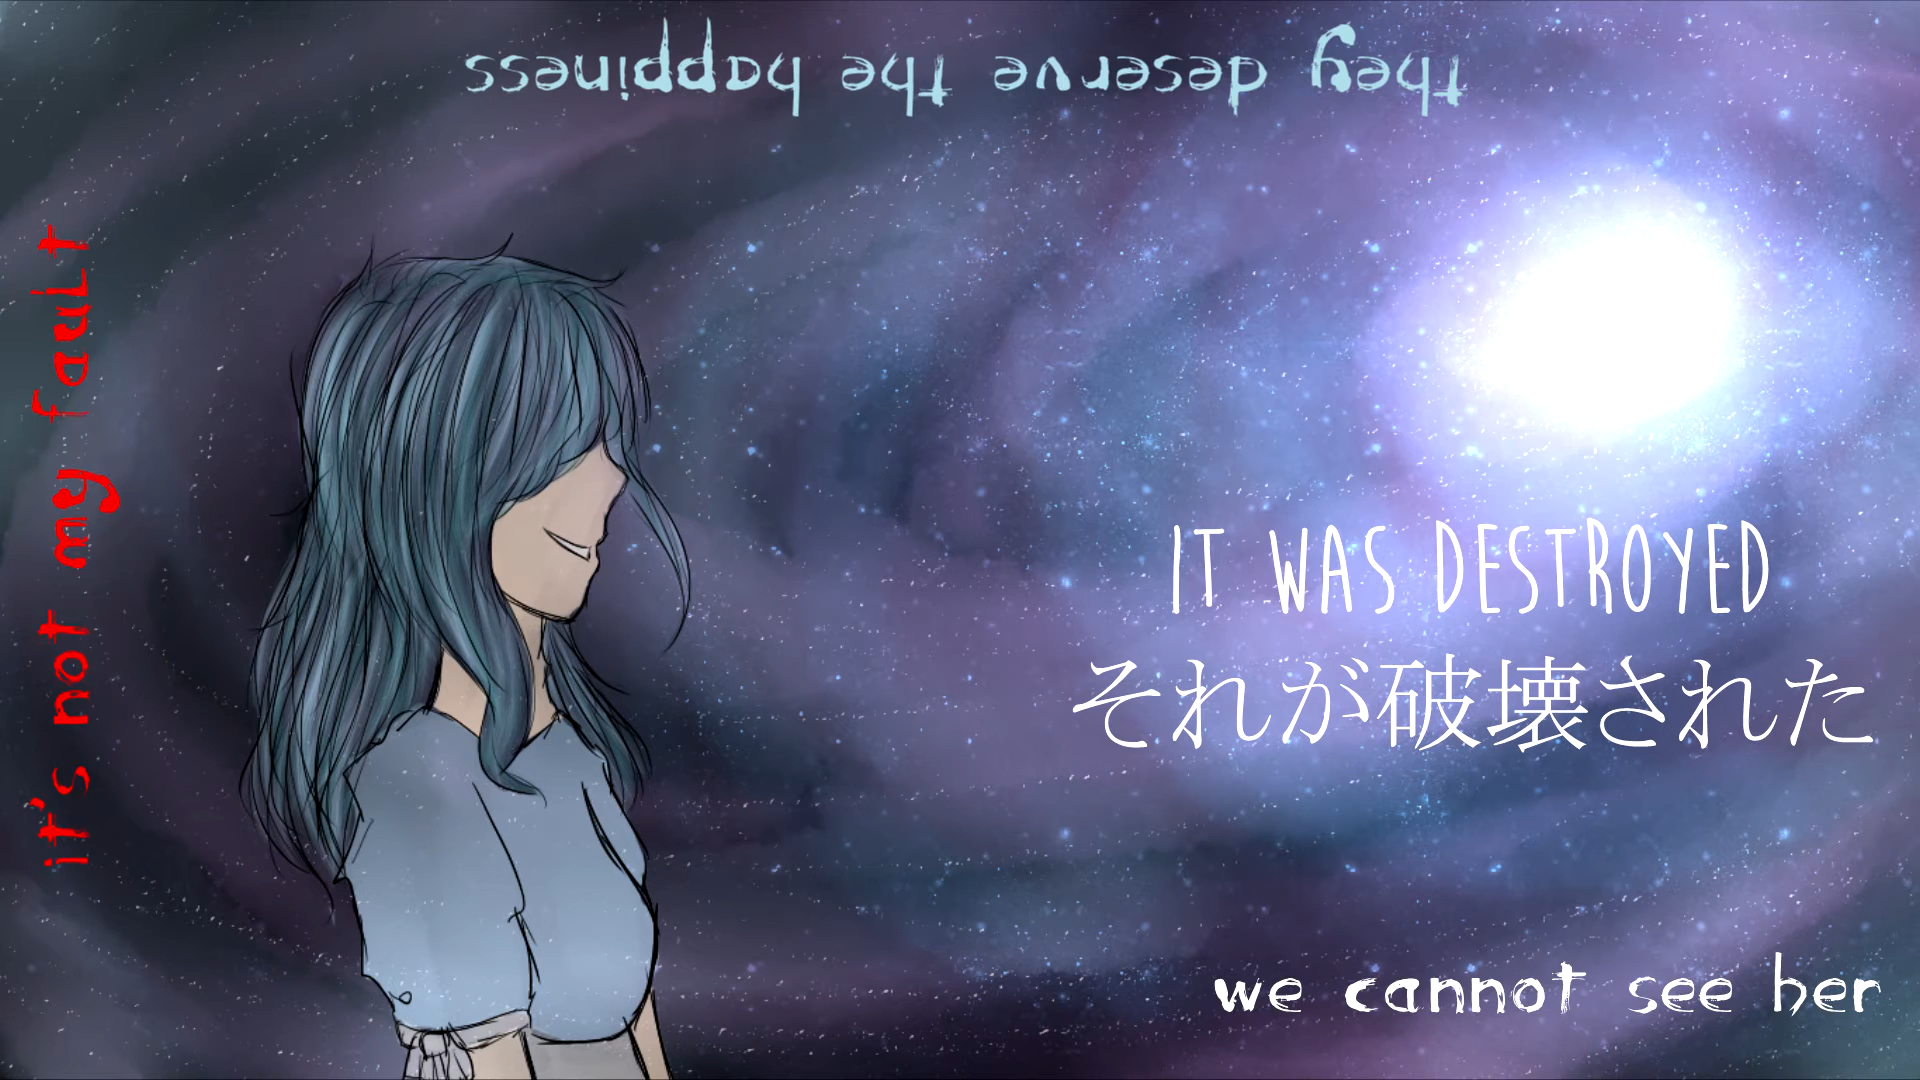 they deserve the happiness
it's not my fault
IT WAS DESTROYED
それが破壊された
we cannot see her